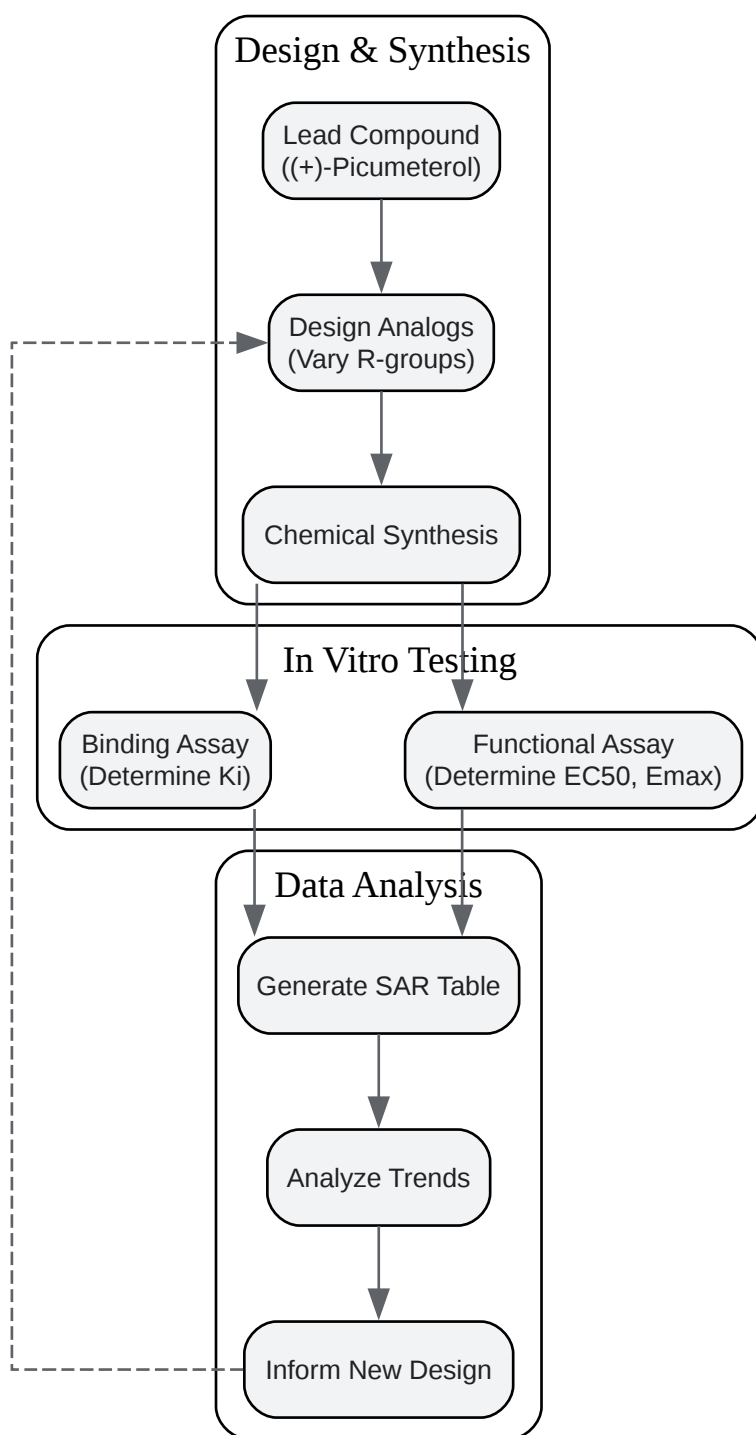 Design & Synthesis
Lead Compound
((+)-Picumeterol)
Design Analogs
(Vary R-groups)
Chemical Synthesis
In Vitro Testing
Binding Assay
(Determine Ki)
Functional Assay
(Determine EC50, Emax)
Data Analysis
Generate SAR Table
Analyze Trends
Inform New Design